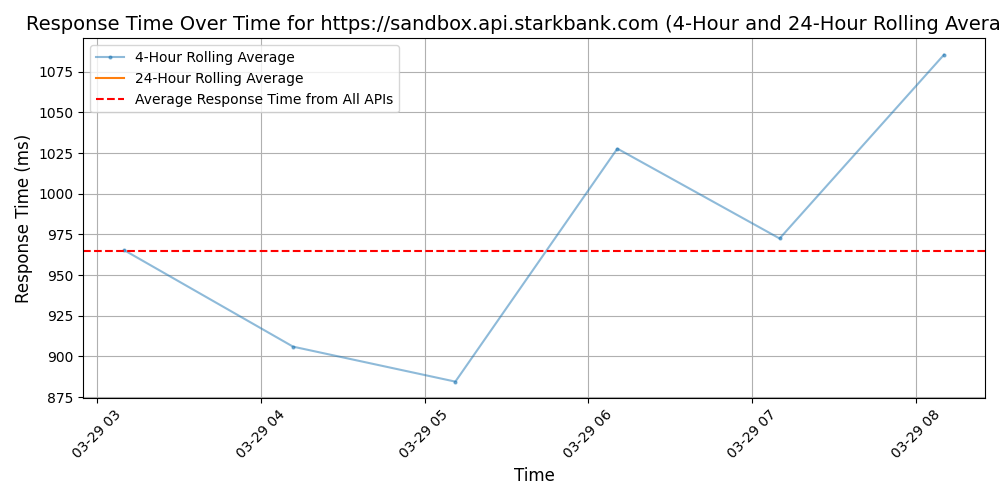 Response Time Over Time for https://sandbox.api.starkbank.com (4-Hour and 24-Hour Rolling Avera
4-Hour Rolling Average
24-Hour Rolling Average
Average Response Time from All APIs
Response Time (ms)
1075
1050
1025
1000
975
950
925
900
875
03-29 03
03-29 04
03-29 05
03-29 06
03-29 07
03-29 08
Time